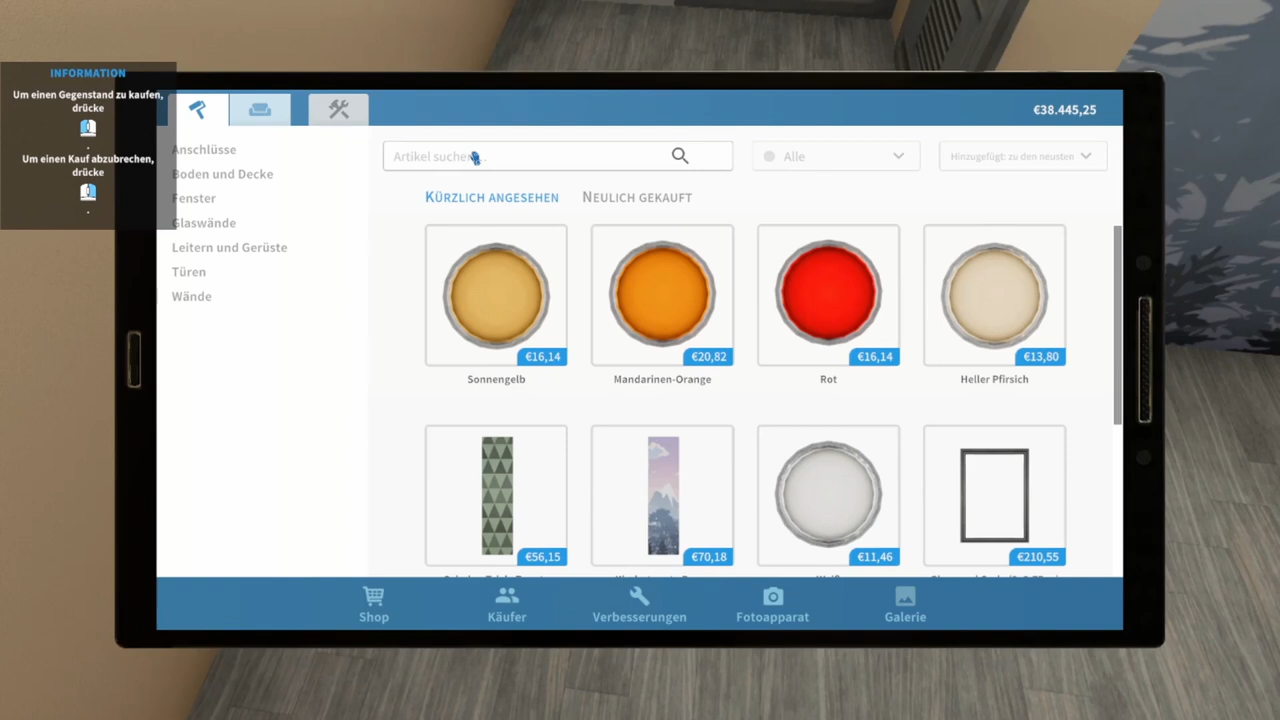 INFORMATION
Um einen Gegenstand zu kaufen,
drücke
.
Um einen Kauf abzubrechen,
drücke
.
€38.445,25
Anschlüsse
Boden und Decke
Fenster
Glaswände
Leitern und Gerüste
Türen
Wände
Artikel suchen...
Alle
Hinzugefügt: zu den neusten
KÜRZLICH ANGESEHEN
NEULICH GEKAUFT
€16,14
€20,82
€16,14
€13,80
Sonnengelb
Mandarinen-Orange
Rot
Heller Pfirsich
€56,15
€70,18
€11,46
€210,55
Shop
Käufer
Verbesserungen
Fotoapparat
Galerie